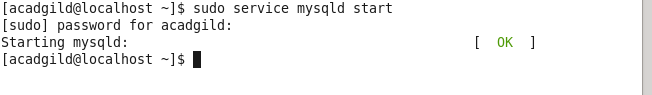 [acadgild@localhost ~]$ sudo service mysqld start
[sudo] password for acadgild:
Starting mysqld:                                           [  OK  ]
[acadgild@localhost ~]$